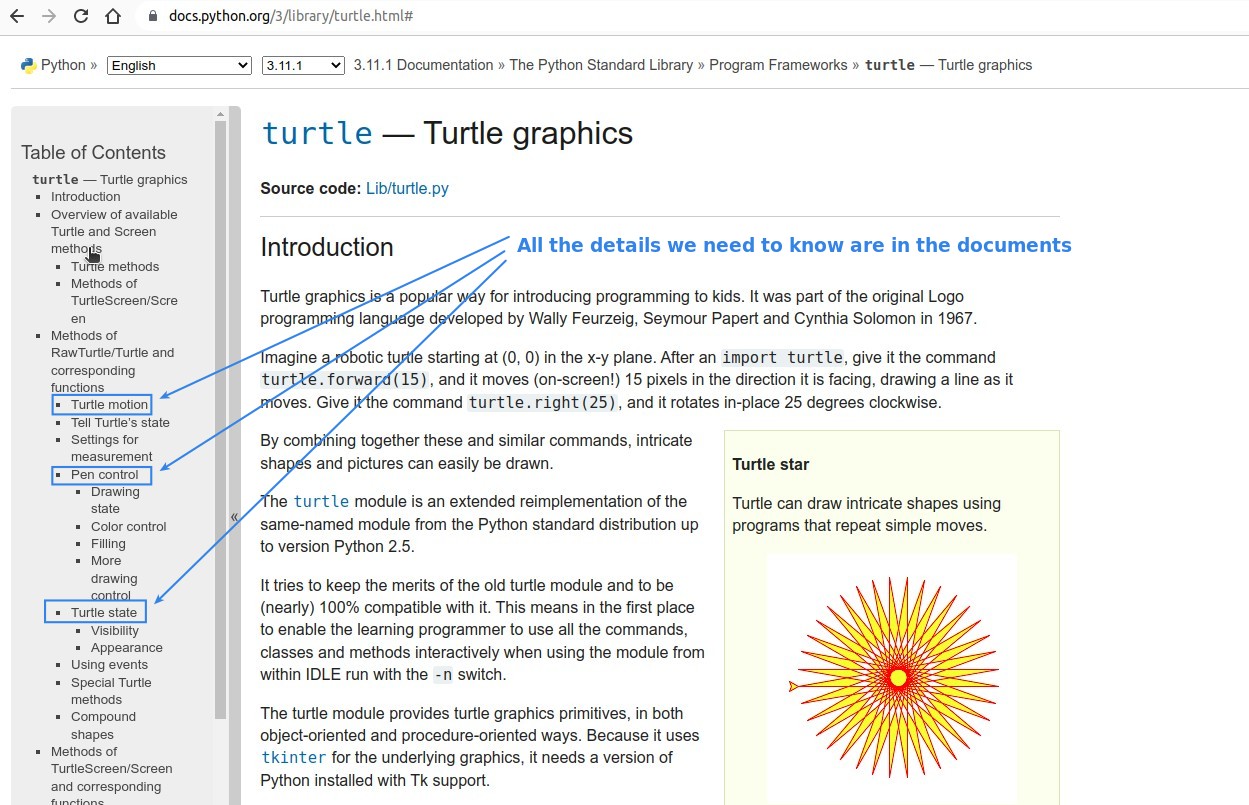 docs.python.org/3/library/turtle.html#
Python » English 3.11.1 3.11.1 Documentation » The Python Standard Library » Program Frameworks » turtle — Turtle graphics
Table of Contents
turtle — Turtle graphics
Introduction
Overview of available
Turtle and Screen
methods
Turtle methods
Methods of
TurtleScreen/Scre
en
Methods of
RawTurtle/Turtle and
corresponding
functions
Turtle motion
Tell Turtle's state
Settings for
measurement
Pen control
Drawing
state
Color control
Filling
More
drawing
control
Turtle state
Visibility
Appearance
Using events
Special Turtle
methods
Compound
shapes
Methods of
TurtleScreen/Screen
and corresponding
functions
«
turtle — Turtle graphics
Source code: Lib/turtle.py
Introduction
All the details we need to know are in the documents
Turtle graphics is a popular way for introducing programming to kids. It was part of the original Logo
programming language developed by Wally Feurzeig, Seymour Papert and Cynthia Solomon in 1967.
Imagine a robotic turtle starting at (0, 0) in the x-y plane. After an import turtle, give it the command
turtle.forward(15), and it moves (on-screen!) 15 pixels in the direction it is facing, drawing a line as it
moves. Give it the command turtle.right(25), and it rotates in-place 25 degrees clockwise.
By combining together these and similar commands, intricate
shapes and pictures can easily be drawn.
The turtle module is an extended reimplementation of the
same-named module from the Python standard distribution up
to version Python 2.5.
It tries to keep the merits of the old turtle module and to be
(nearly) 100% compatible with it. This means in the first place
to enable the learning programmer to use all the commands,
classes and methods interactively when using the module from
within IDLE run with the -n switch.
The turtle module provides turtle graphics primitives, in both
object-oriented and procedure-oriented ways. Because it uses
tkinter for the underlying graphics, it needs a version of
Python installed with Tk support.
Turtle star
Turtle can draw intricate shapes using
programs that repeat simple moves.